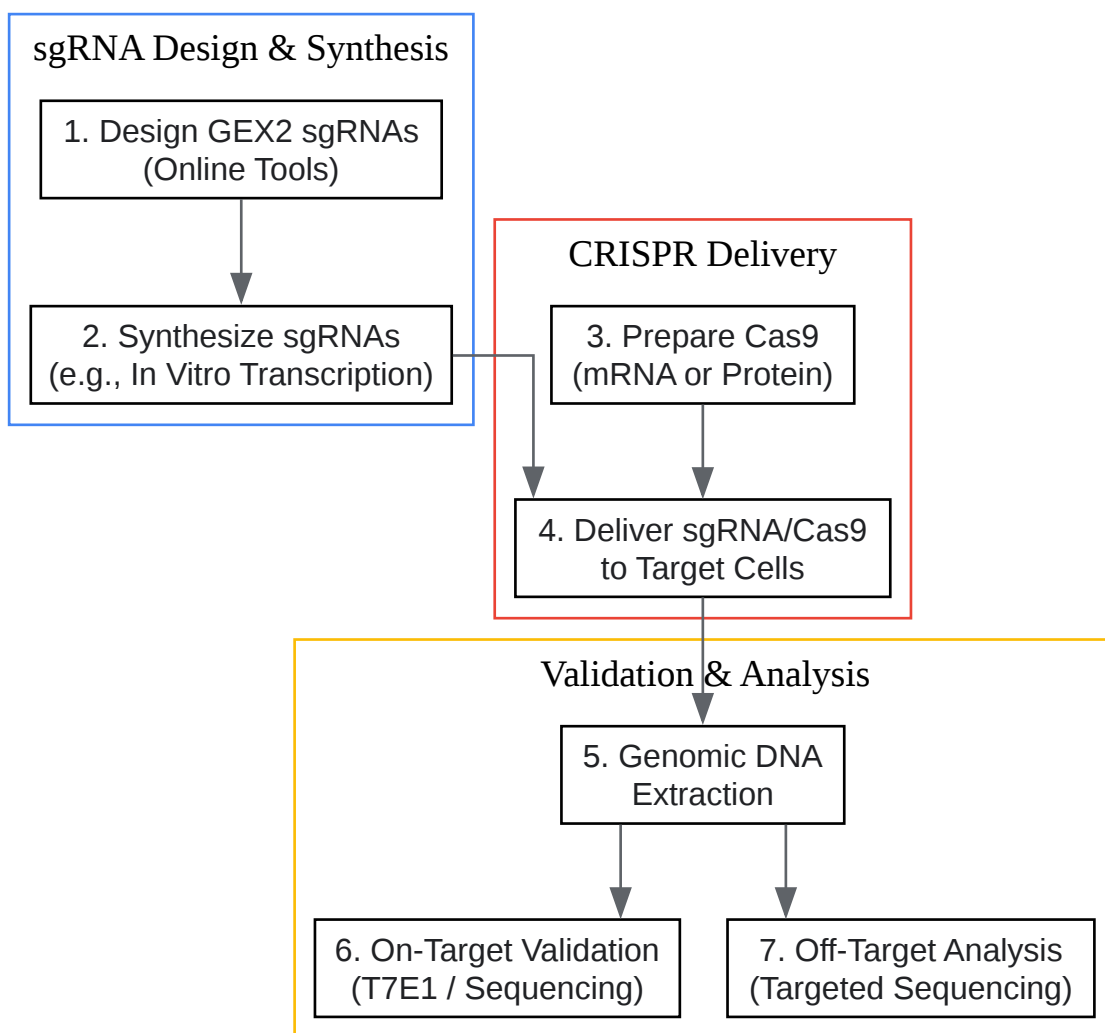 sgRNA Design & Synthesis
1. Design GEX2 sgRNAs
(Online Tools)
2. Synthesize sgRNAs
(e.g., In Vitro Transcription)
CRISPR Delivery
3. Prepare Cas9
(mRNA or Protein)
4. Deliver sgRNA/Cas9
to Target Cells
Validation & Analysis
5. Genomic DNA
Extraction
6. On-Target Validation
(T7E1 / Sequencing)
7. Off-Target Analysis
(Targeted Sequencing)